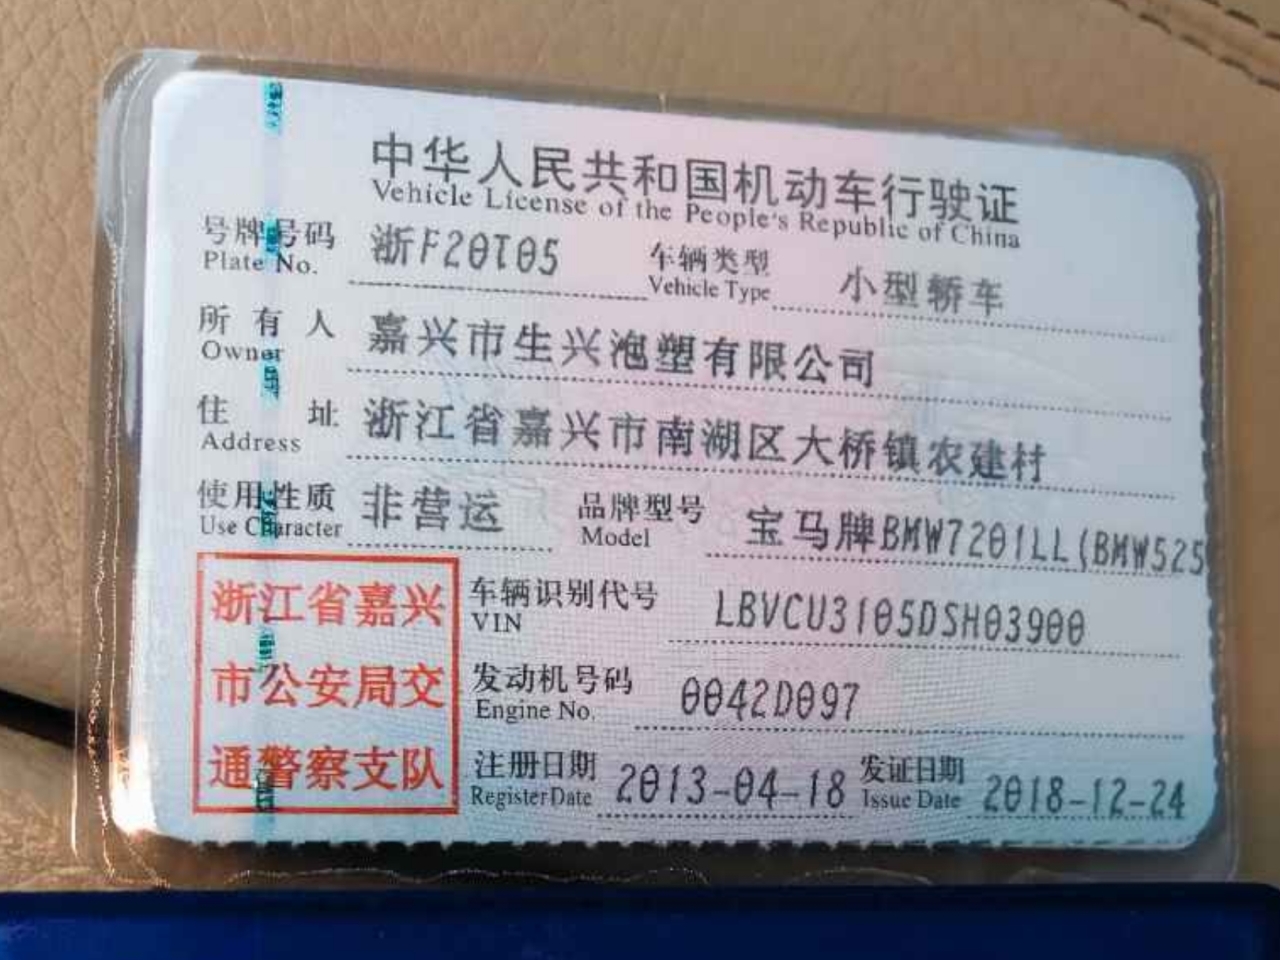 中华人民共和国机动车行驶证
Vehicle License of the People's Republic of China
号牌号码 浙F20T05 车辆类型 小型轿车
Plate No. Vehicle Type
所有人 嘉兴市生兴泡塑有限公司
Owner
住址 浙江省嘉兴市南湖区大桥镇农建村
Address
使用性质 非营运 品牌型号 宝马牌BMW7201LL(BMW525
Use Character Model
浙江省嘉兴
市公安局交
通警察支队
车辆识别代号 LBVCU3105DSH03900
VIN
发动机号码 0042D097
Engine No.
注册日期 2013-04-18 发证日期 2018-12-24
Register Date Issue Date